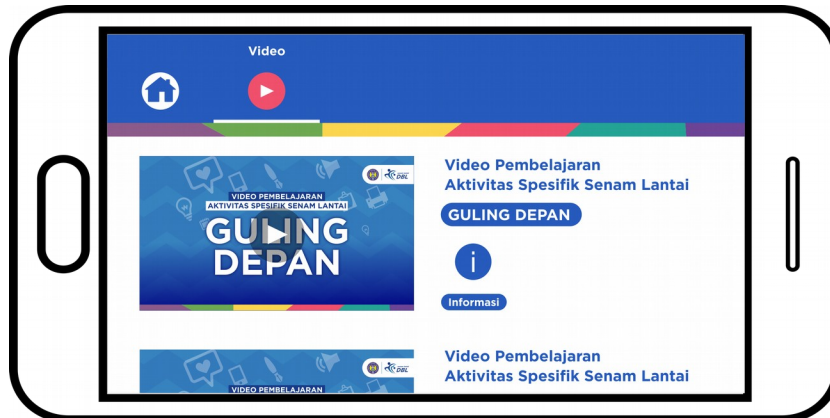 Video
VIDEO PEMBELAJARAN
AKTIVITAS SPESIFIK SENAM LANTAI
GULING
DEPAN
DBL
Video Pembelajaran
Aktivitas Spesifik Senam Lantai
GULING DEPAN
i
Informasi
VIDEO PEMBELAJARAN
DBL
Video Pembelajaran
Aktivitas Spesifik Senam Lantai